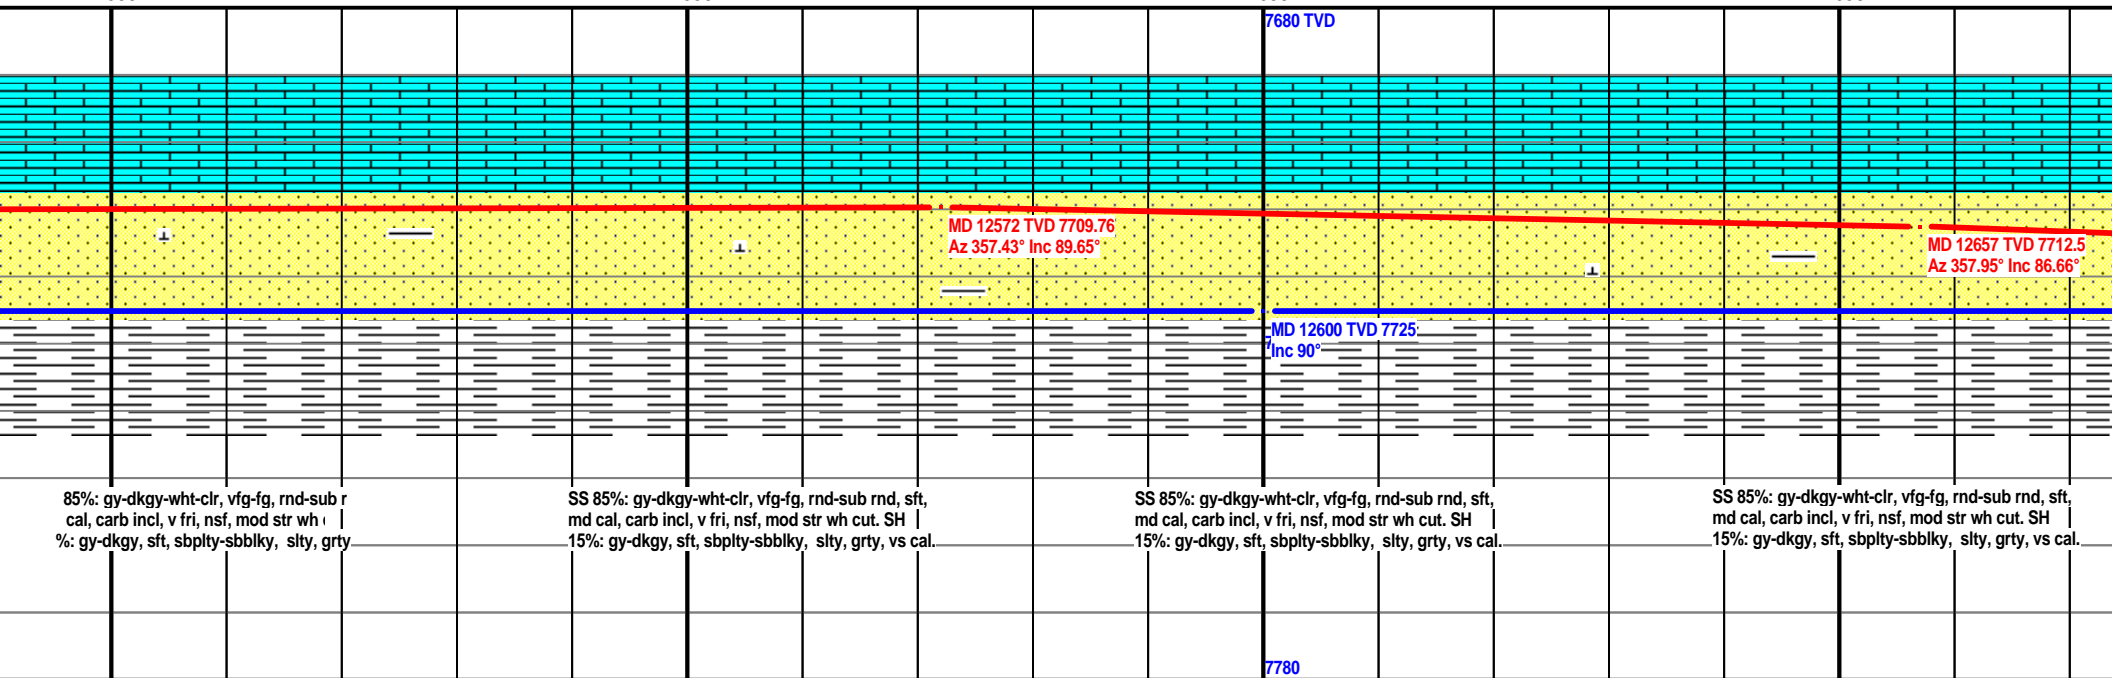 7680 TVD
MD 12572 TVD 7709.76
Az 357.43° Inc 89.65°
MD 12657 TVD 7712.5
Az 357.95° Inc 86.66°
MD 12600 TVD 7725
Inc 90°
85%: gy-dkgy-wht-clr, vfg-fg, rnd-sub r
cal, carb incl, v fri, nsf, mod str wh
%: gy-dkgy, sft, sbplty-sbblky, slty, grty
SS 85%: gy-dkgy-wht-clr, vfg-fg, rnd-sub rnd, sft,
md cal, carb incl, v fri, nsf, mod str wh cut. SH
15%: gy-dkgy, sft, sbplty-sbblky, slty, grty, vs cal.
SS 85%: gy-dkgy-wht-clr, vfg-fg, rnd-sub rnd, sft,
md cal, carb incl, v fri, nsf, mod str wh cut. SH
15%: gy-dkgy, sft, sbplty-sbblky, slty, grty, vs cal.
SS 85%: gy-dkgy-wht-clr, vfg-fg, rnd-sub rnd, sft,
md cal, carb incl, v fri, nsf, mod str wh cut. SH
15%: gy-dkgy, sft, sbplty-sbblky, slty, grty, vs cal.
7780